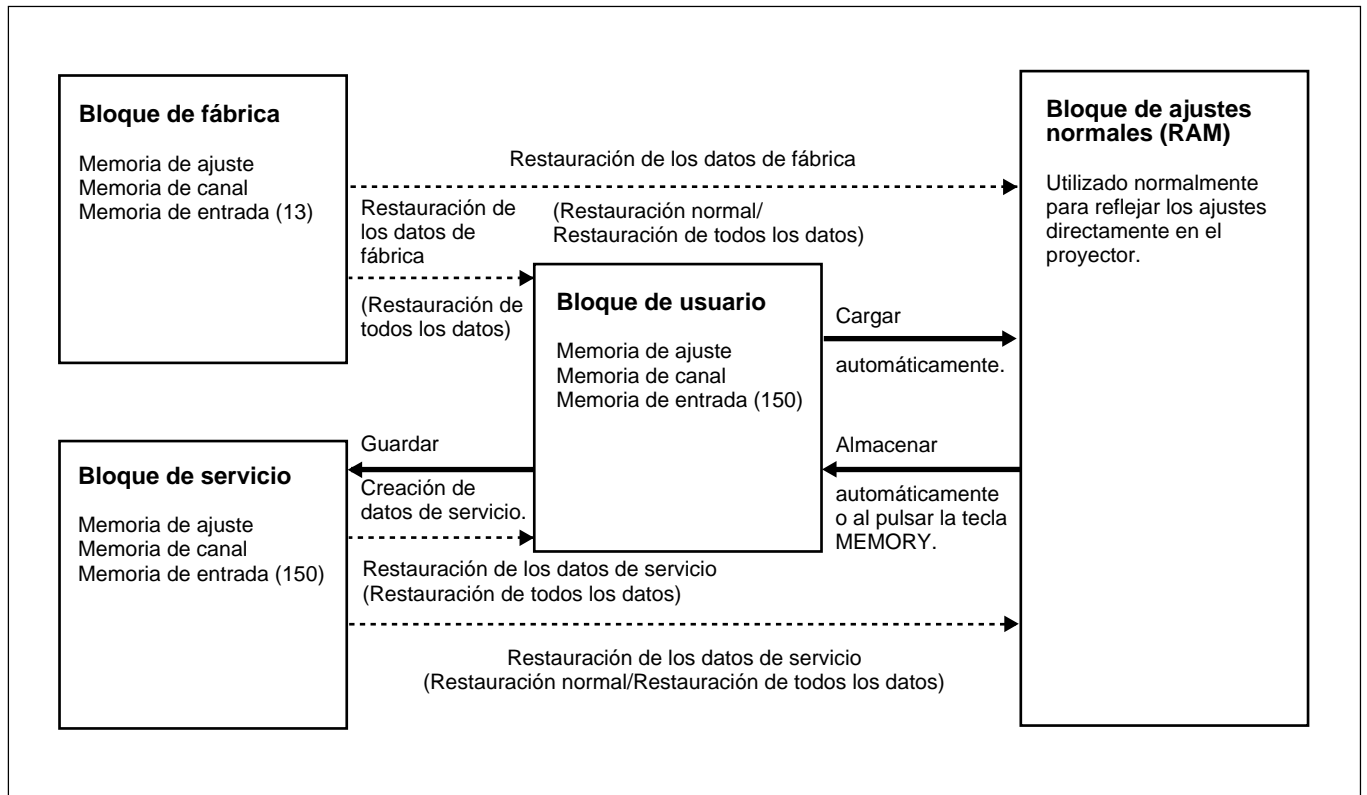 Bloque de fábrica
Memoria de ajuste
Memoria de canal
Memoria de entrada (13)
Restauración de los datos de fábrica
(Restauración normal/
Restauración de todos los datos)
Restauración de
los datos de
fábrica
(Restauración de
todos los datos)
Bloque de usuario
Memoria de ajuste
Memoria de canal
Memoria de entrada (150)
Cargar
automáticamente.
Almacenar
automáticamente
o al pulsar la tecla
MEMORY.
Bloque de ajustes
normales (RAM)
Utilizado normalmente
para reflejar los ajustes
directamente en el
proyector.
Bloque de servicio
Memoria de ajuste
Memoria de canal
Memoria de entrada (150)
Guardar
Creación de
datos de servicio.
Restauración de los datos de servicio
(Restauración de todos los datos)
Restauración de los datos de servicio
(Restauración normal/Restauración de todos los datos)